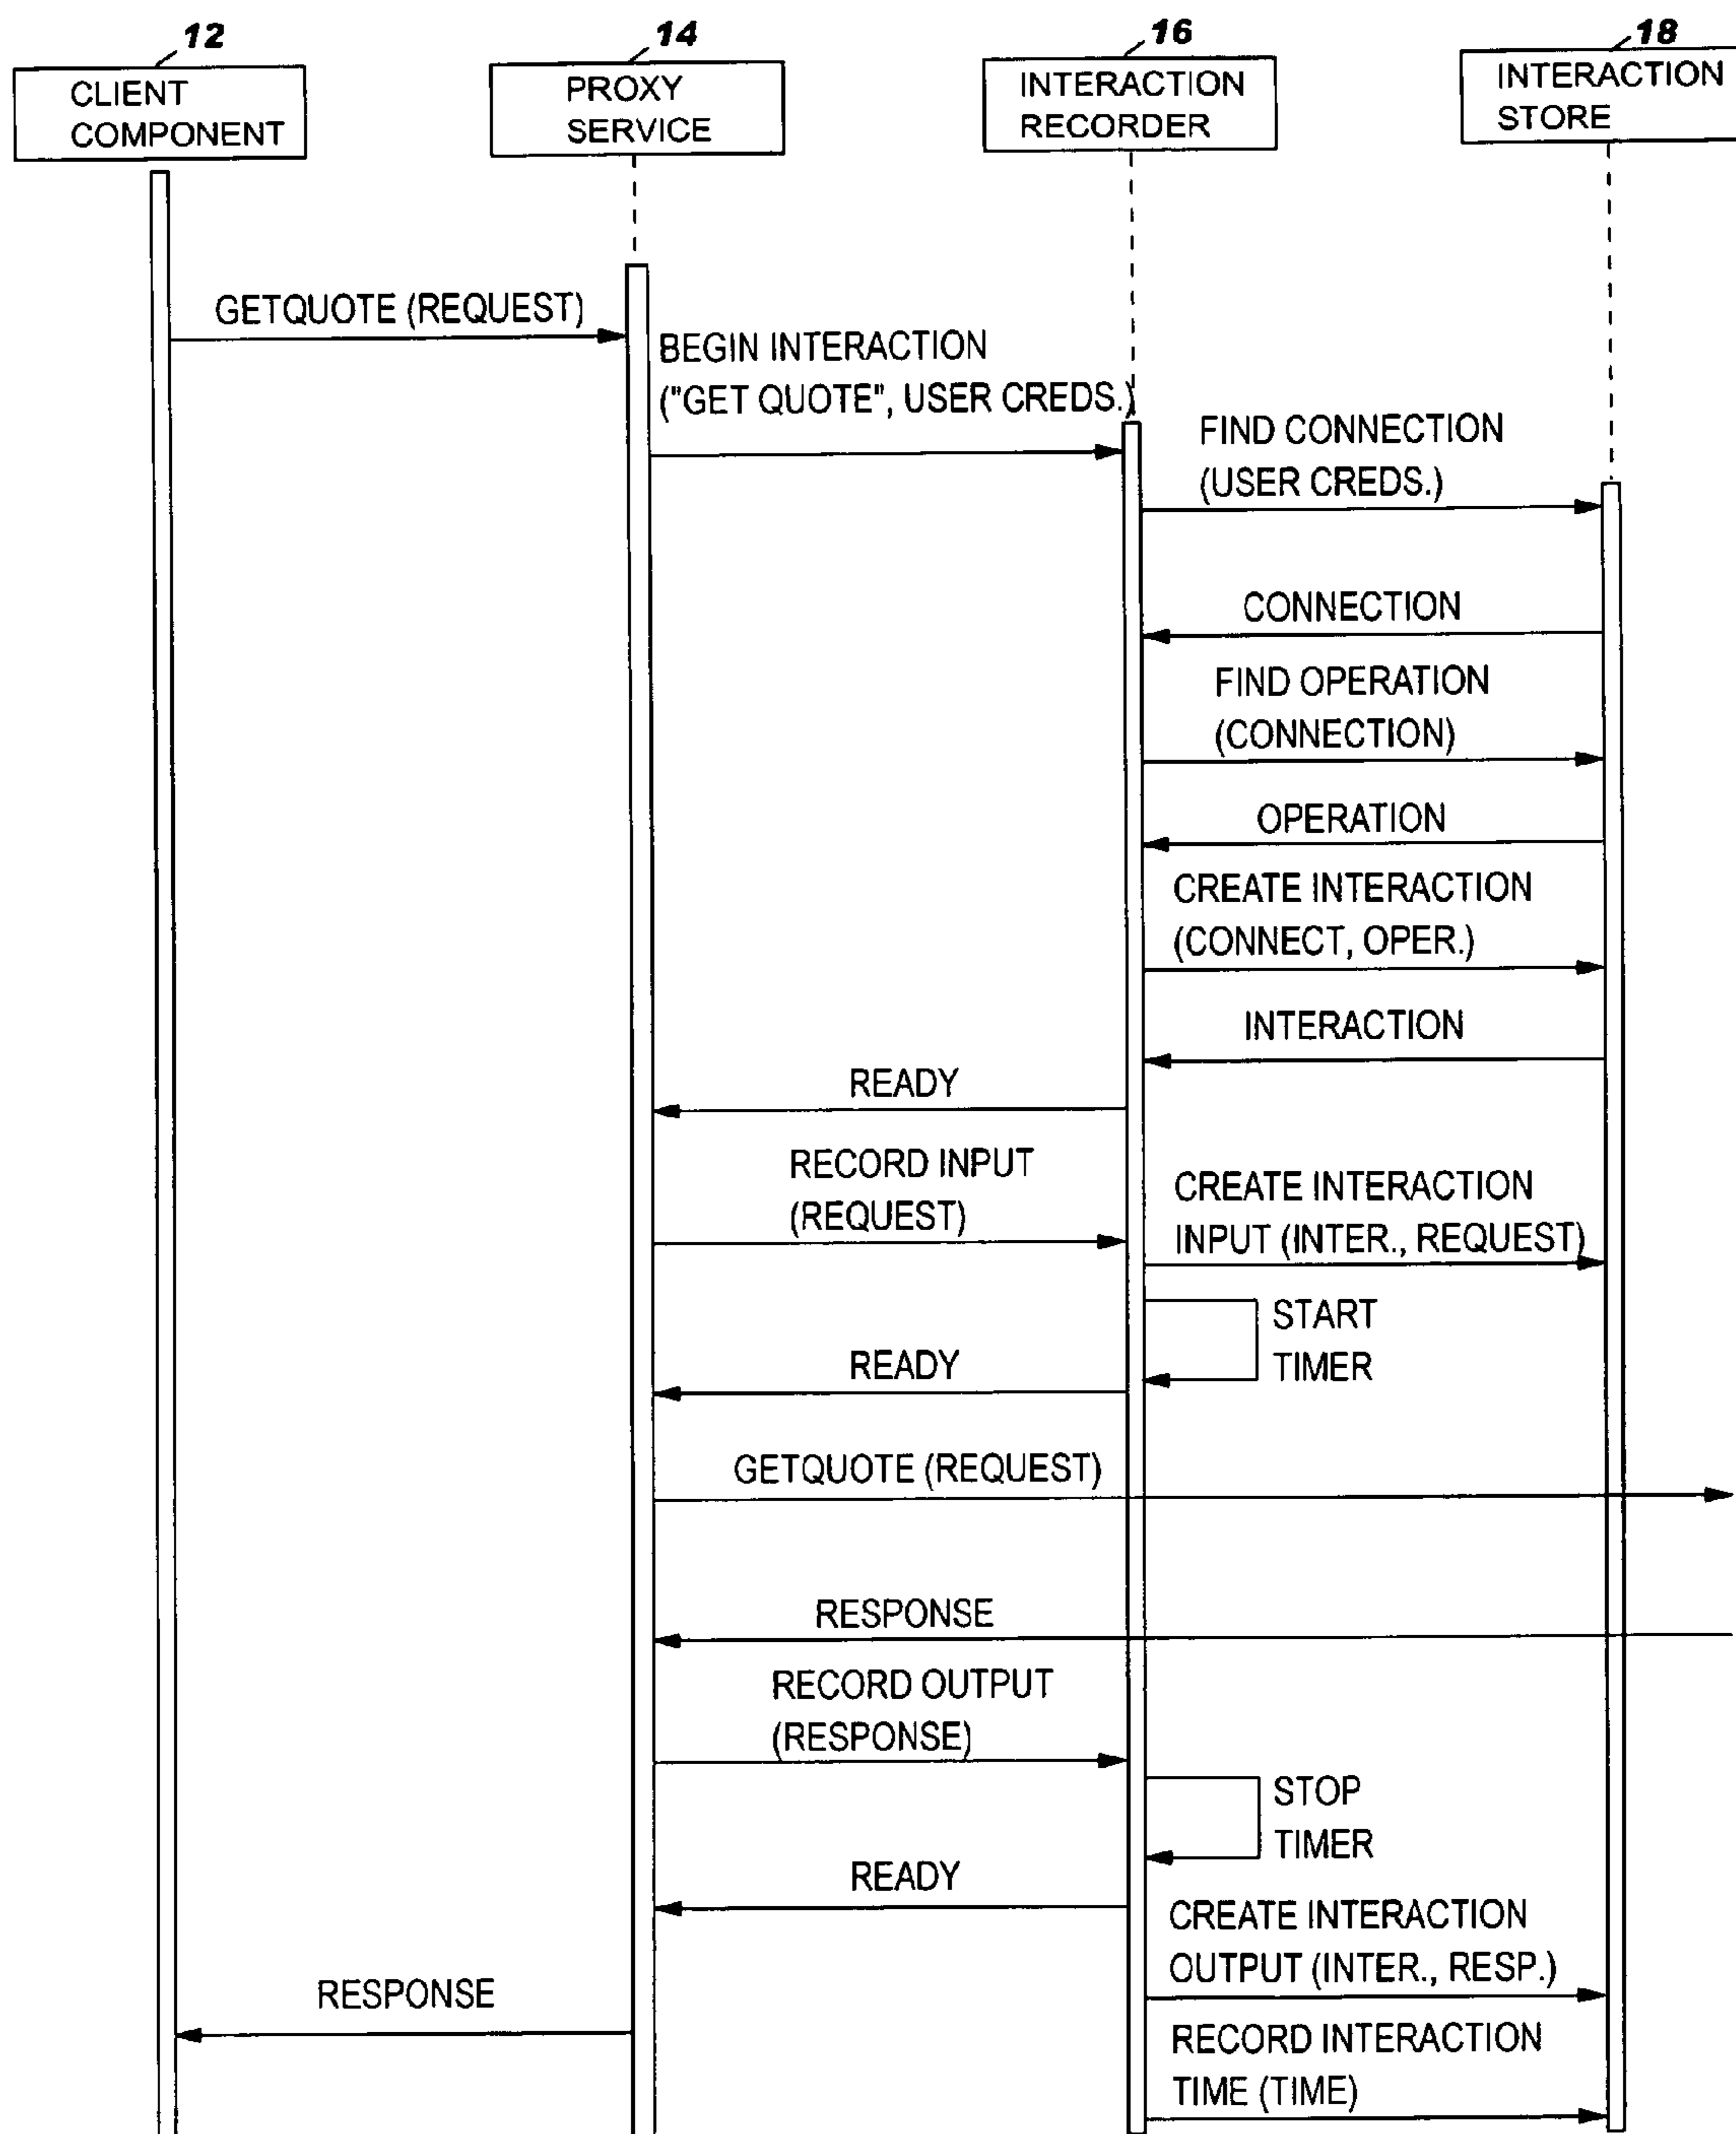 12
14
16
18
CLIENT
COMPONENT
PROXY
SERVICE
INTERACTION
RECORDER
INTERACTION
STORE
GETQUOTE (REQUEST)
BEGIN INTERACTION
("GET QUOTE", USER CREDS.)
FIND CONNECTION
(USER CREDS.)
CONNECTION
FIND OPERATION
(CONNECTION)
OPERATION
CREATE INTERACTION
(CONNECT, OPER.)
INTERACTION
READY
RECORD INPUT
(REQUEST)
CREATE INTERACTION
INPUT (INTER., REQUEST)
START
TIMER
READY
GETQUOTE (REQUEST)
RESPONSE
RECORD OUTPUT
(RESPONSE)
STOP
TIMER
READY
CREATE INTERACTION
OUTPUT (INTER., RESP.)
RESPONSE
RECORD INTERACTION
TIME (TIME)